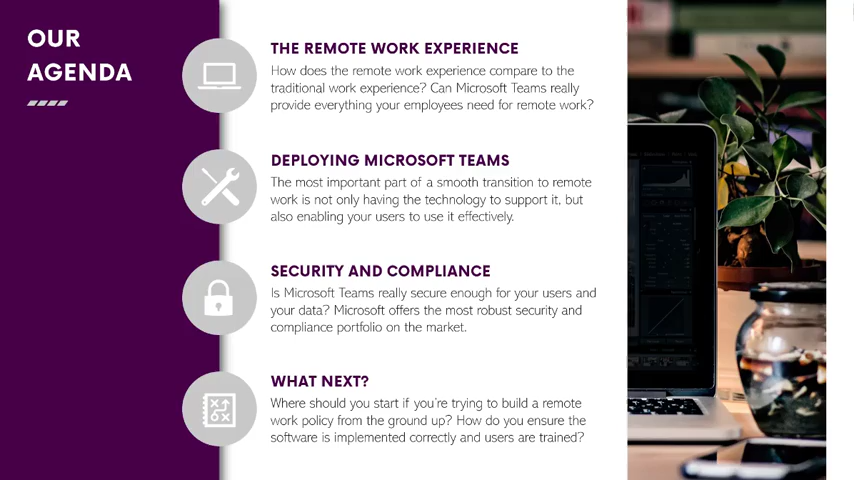 OUR
AGENDA
THE REMOTE WORK EXPERIENCE
How does the remote work experience compare to the
traditional work experience? Can Microsoft Teams really
provide everything your employees need for remote work?
DEPLOYING MICROSOFT TEAMS
The most important part of a smooth transition to remote
work is not only having the technology to support it, but
also enabling your users to use it effectively.
SECURITY AND COMPLIANCE
Is Microsoft Teams really secure enough for your users and
your data? Microsoft offers the most robust security and
compliance portfolio on the market.
WHAT NEXT?
Where should you start if you're trying to build a remote
work policy from the ground up? How do you ensure the
software is implemented correctly and users are trained?